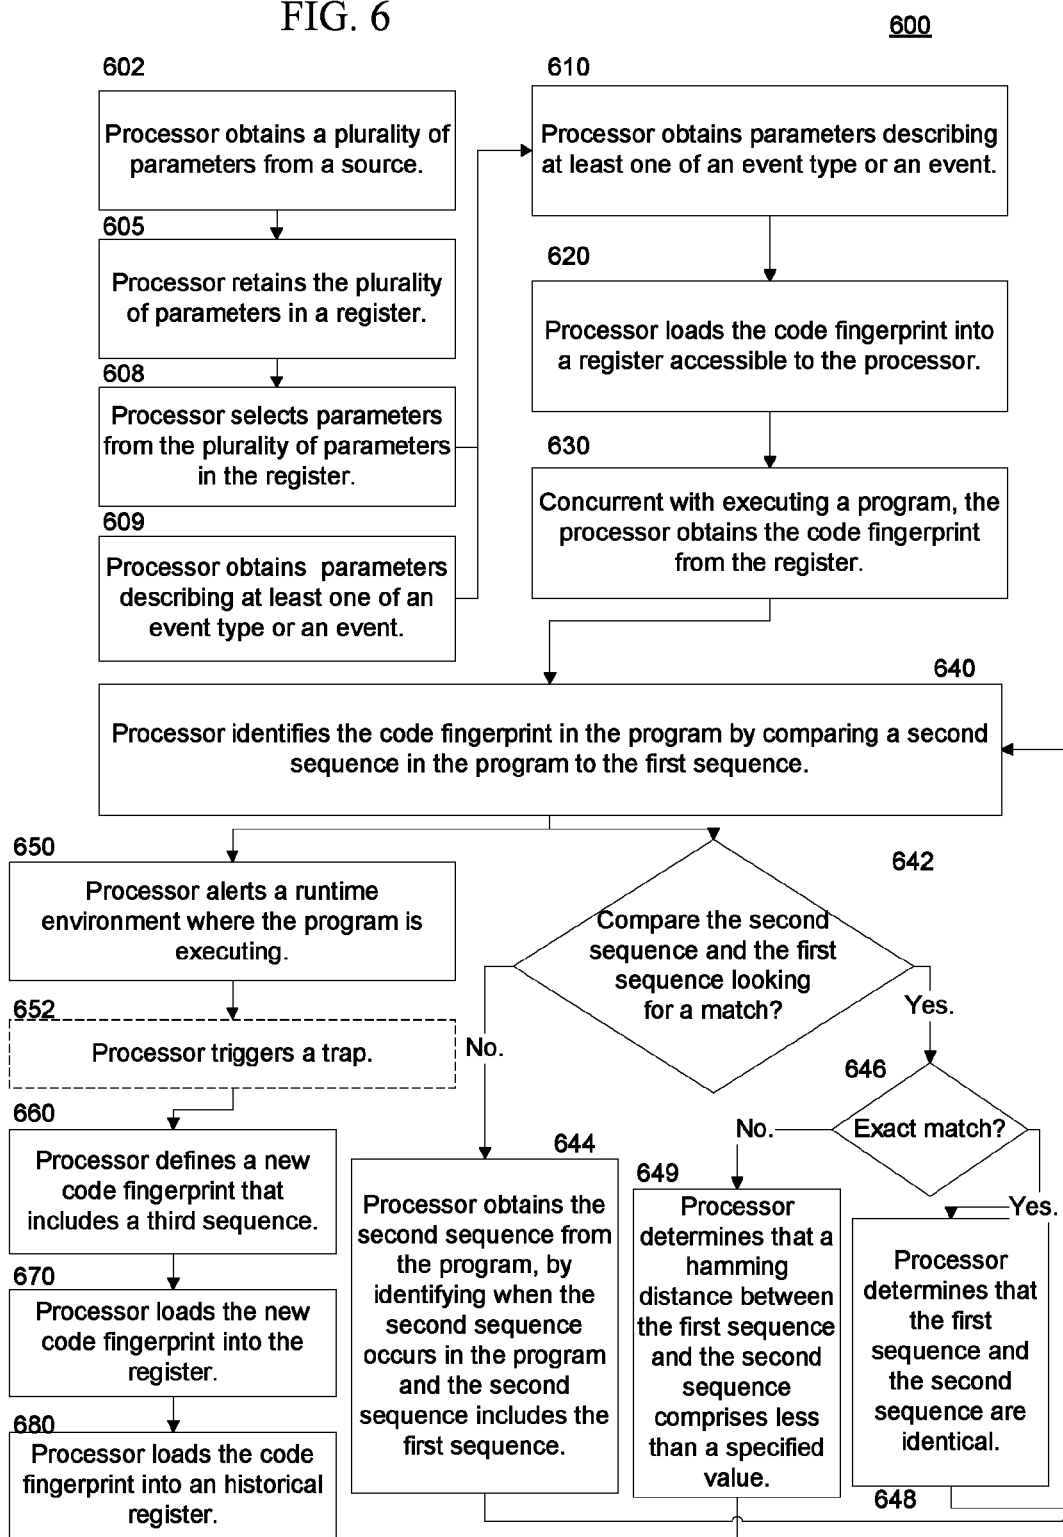 FIG. 6
600
602
Processor obtains a plurality of
parameters from a source.
605
Processor retains the plurality
of parameters in a register.
608
Processor selects parameters
from the plurality of parameters
in the register.
609
Processor obtains parameters
describing at least one of an
event type or an event.
610
Processor obtains parameters describing
at least one of an event type or an event.
620
Processor loads the code fingerprint into
a register accessible to the processor.
630
Concurrent with executing a program, the
processor obtains the code fingerprint
from the register.
640
Processor identifies the code fingerprint in the program by comparing a second
sequence in the program to the first sequence.
650
Processor alerts a runtime
environment where the program is
executing.
652
Processor triggers a trap.
660
Processor defines a new
code fingerprint that
includes a third sequence.
670
Processor loads the new
code fingerprint into the
register.
680
Processor loads the code
fingerprint into an historical
register.
642
Compare the second
sequence and the first
sequence looking
for a match?
No.
Yes.
644
Processor obtains the
second sequence from
the program, by
identifying when the
second sequence
occurs in the program
and the second
sequence includes the
first sequence.
646
Exact match?
No.
Yes.
649
Processor
determines that a
hamming
distance between
the first sequence
and the second
sequence
comprises less
than a specified
value.
Processor
determines that
the first
sequence and
the second
sequence are
identical.
648